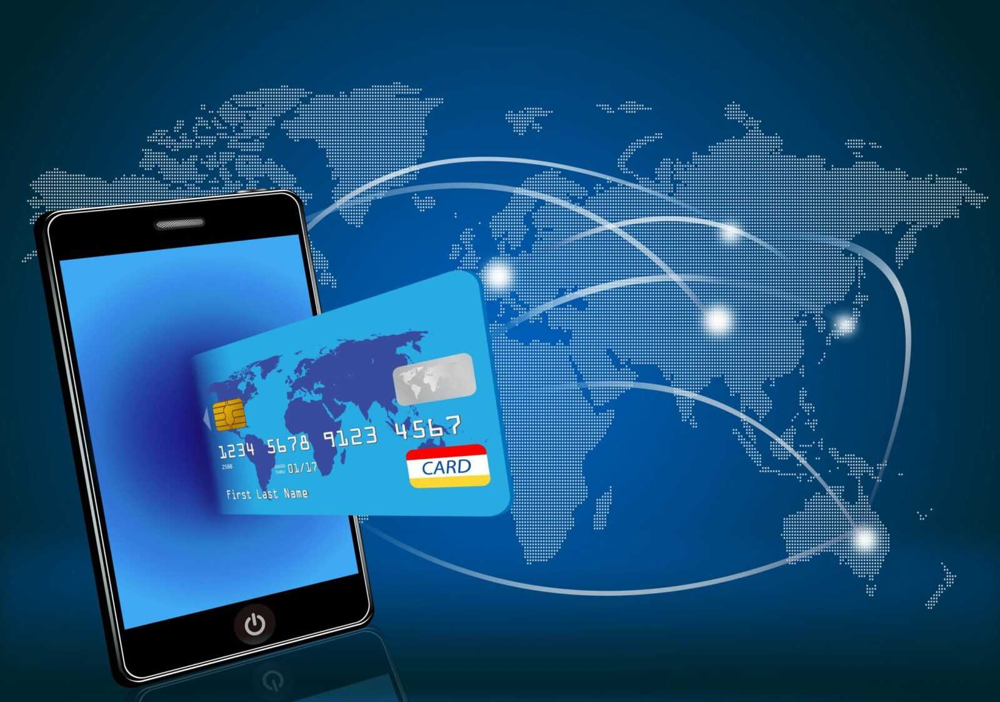 1234 5678 9123 4567
2588
GOOD THRU 01/17
First Last Name
CARD